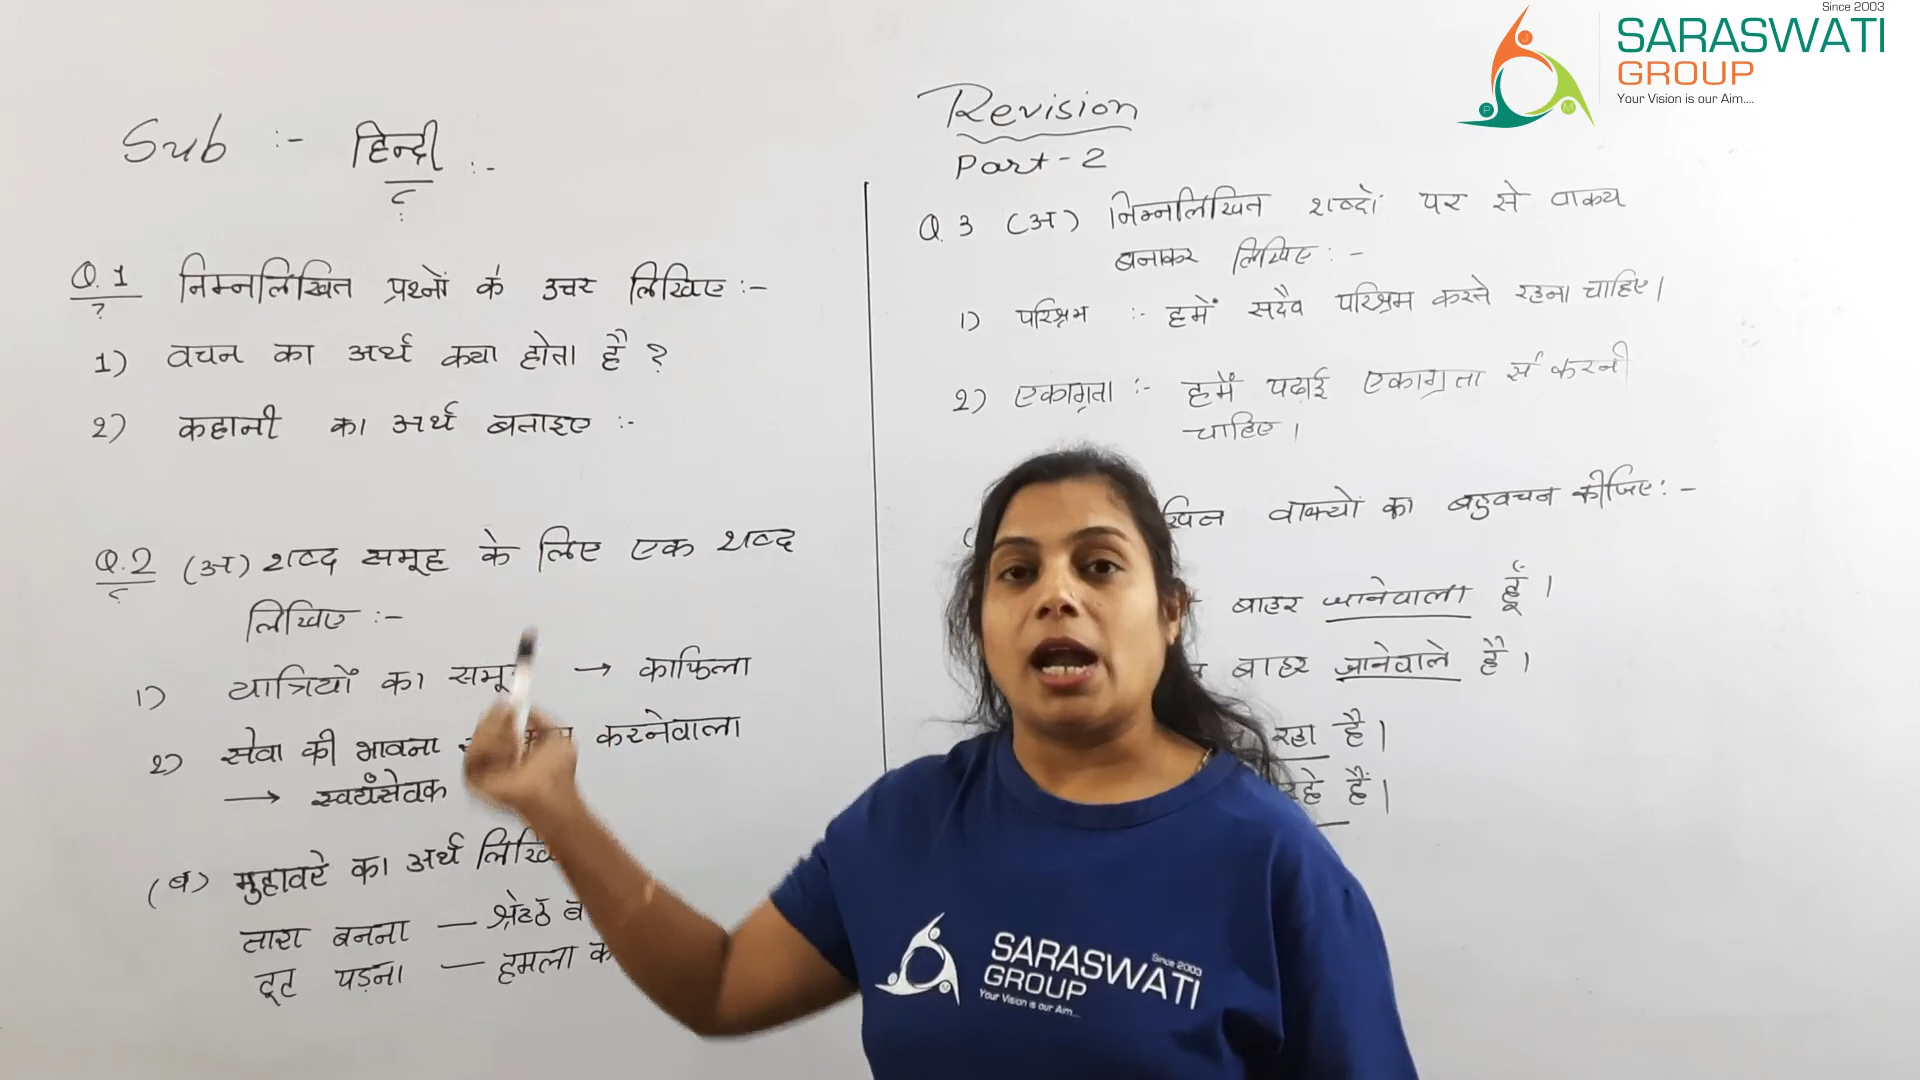 Since 2003
SARASWATI
GROUP
Your Vision is our Aim....
J
P
M
Sub :- हिन्दी :-
Revision
Part-2
Q.1 निम्नलिखित प्रश्नों के उत्तर लिखिए :-
1) वचन का अर्थ क्या होता है ?
2) कहानी का अर्थ बताइए :-
Q.2 (अ) शब्द समूह के लिए एक शब्द
लिखिए :-
1) यात्रियों का समू → काफिला
2) सेवा की भावना करनेवाला
→ स्वयंसेवक
(ब) मुहावरे का अर्थ लिखि
तारा बनना — श्रेष्ठ ब
टूट पड़ना — हमला क
Q.3 (अ) निम्नलिखित शब्दों पर से वाक्य
बनाकर लिखिए :-
1) परिश्रम :- हमें सदैव परिश्रम करते रहना चाहिए।
2) एकाग्रता :- हमें पढ़ाई एकाग्रता से करनी
चाहिए।
खित वाक्यों का बहुवचन कीजिए :-
बाहर जानेवाला हूँ।
बाहर जानेवाले है।
रहा है।
रहे हैं।
SARASWATI
GROUP
Since 2003
Your Vision is our Aim....